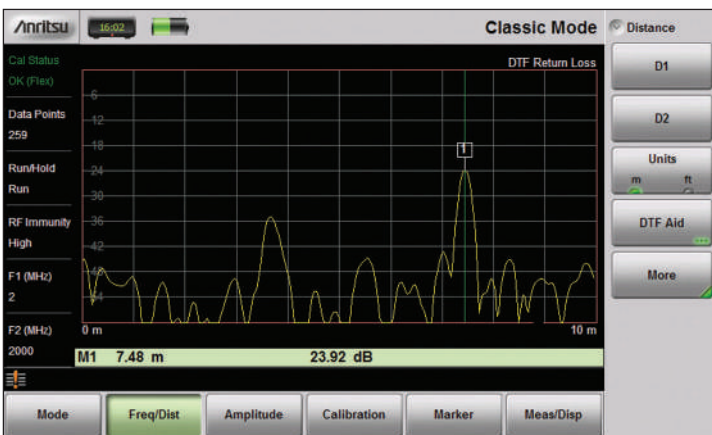 Anritsu
16:02
Classic Mode
Distance
Cal Status
OK (Flex)
DTF Return Loss
D1
Data Points
259
D2
Run/Hold
Run
Units
m ft
RF Immunity
High
DTF Aid
F1 (MHz)
2
More
F2 (MHz)
2000
6
12
18
24
30
36
42
48
54
1
0 m
10 m
M1 7.48 m 23.92 dB
Mode
Freq/Dist
Amplitude
Calibration
Marker
Meas/Disp